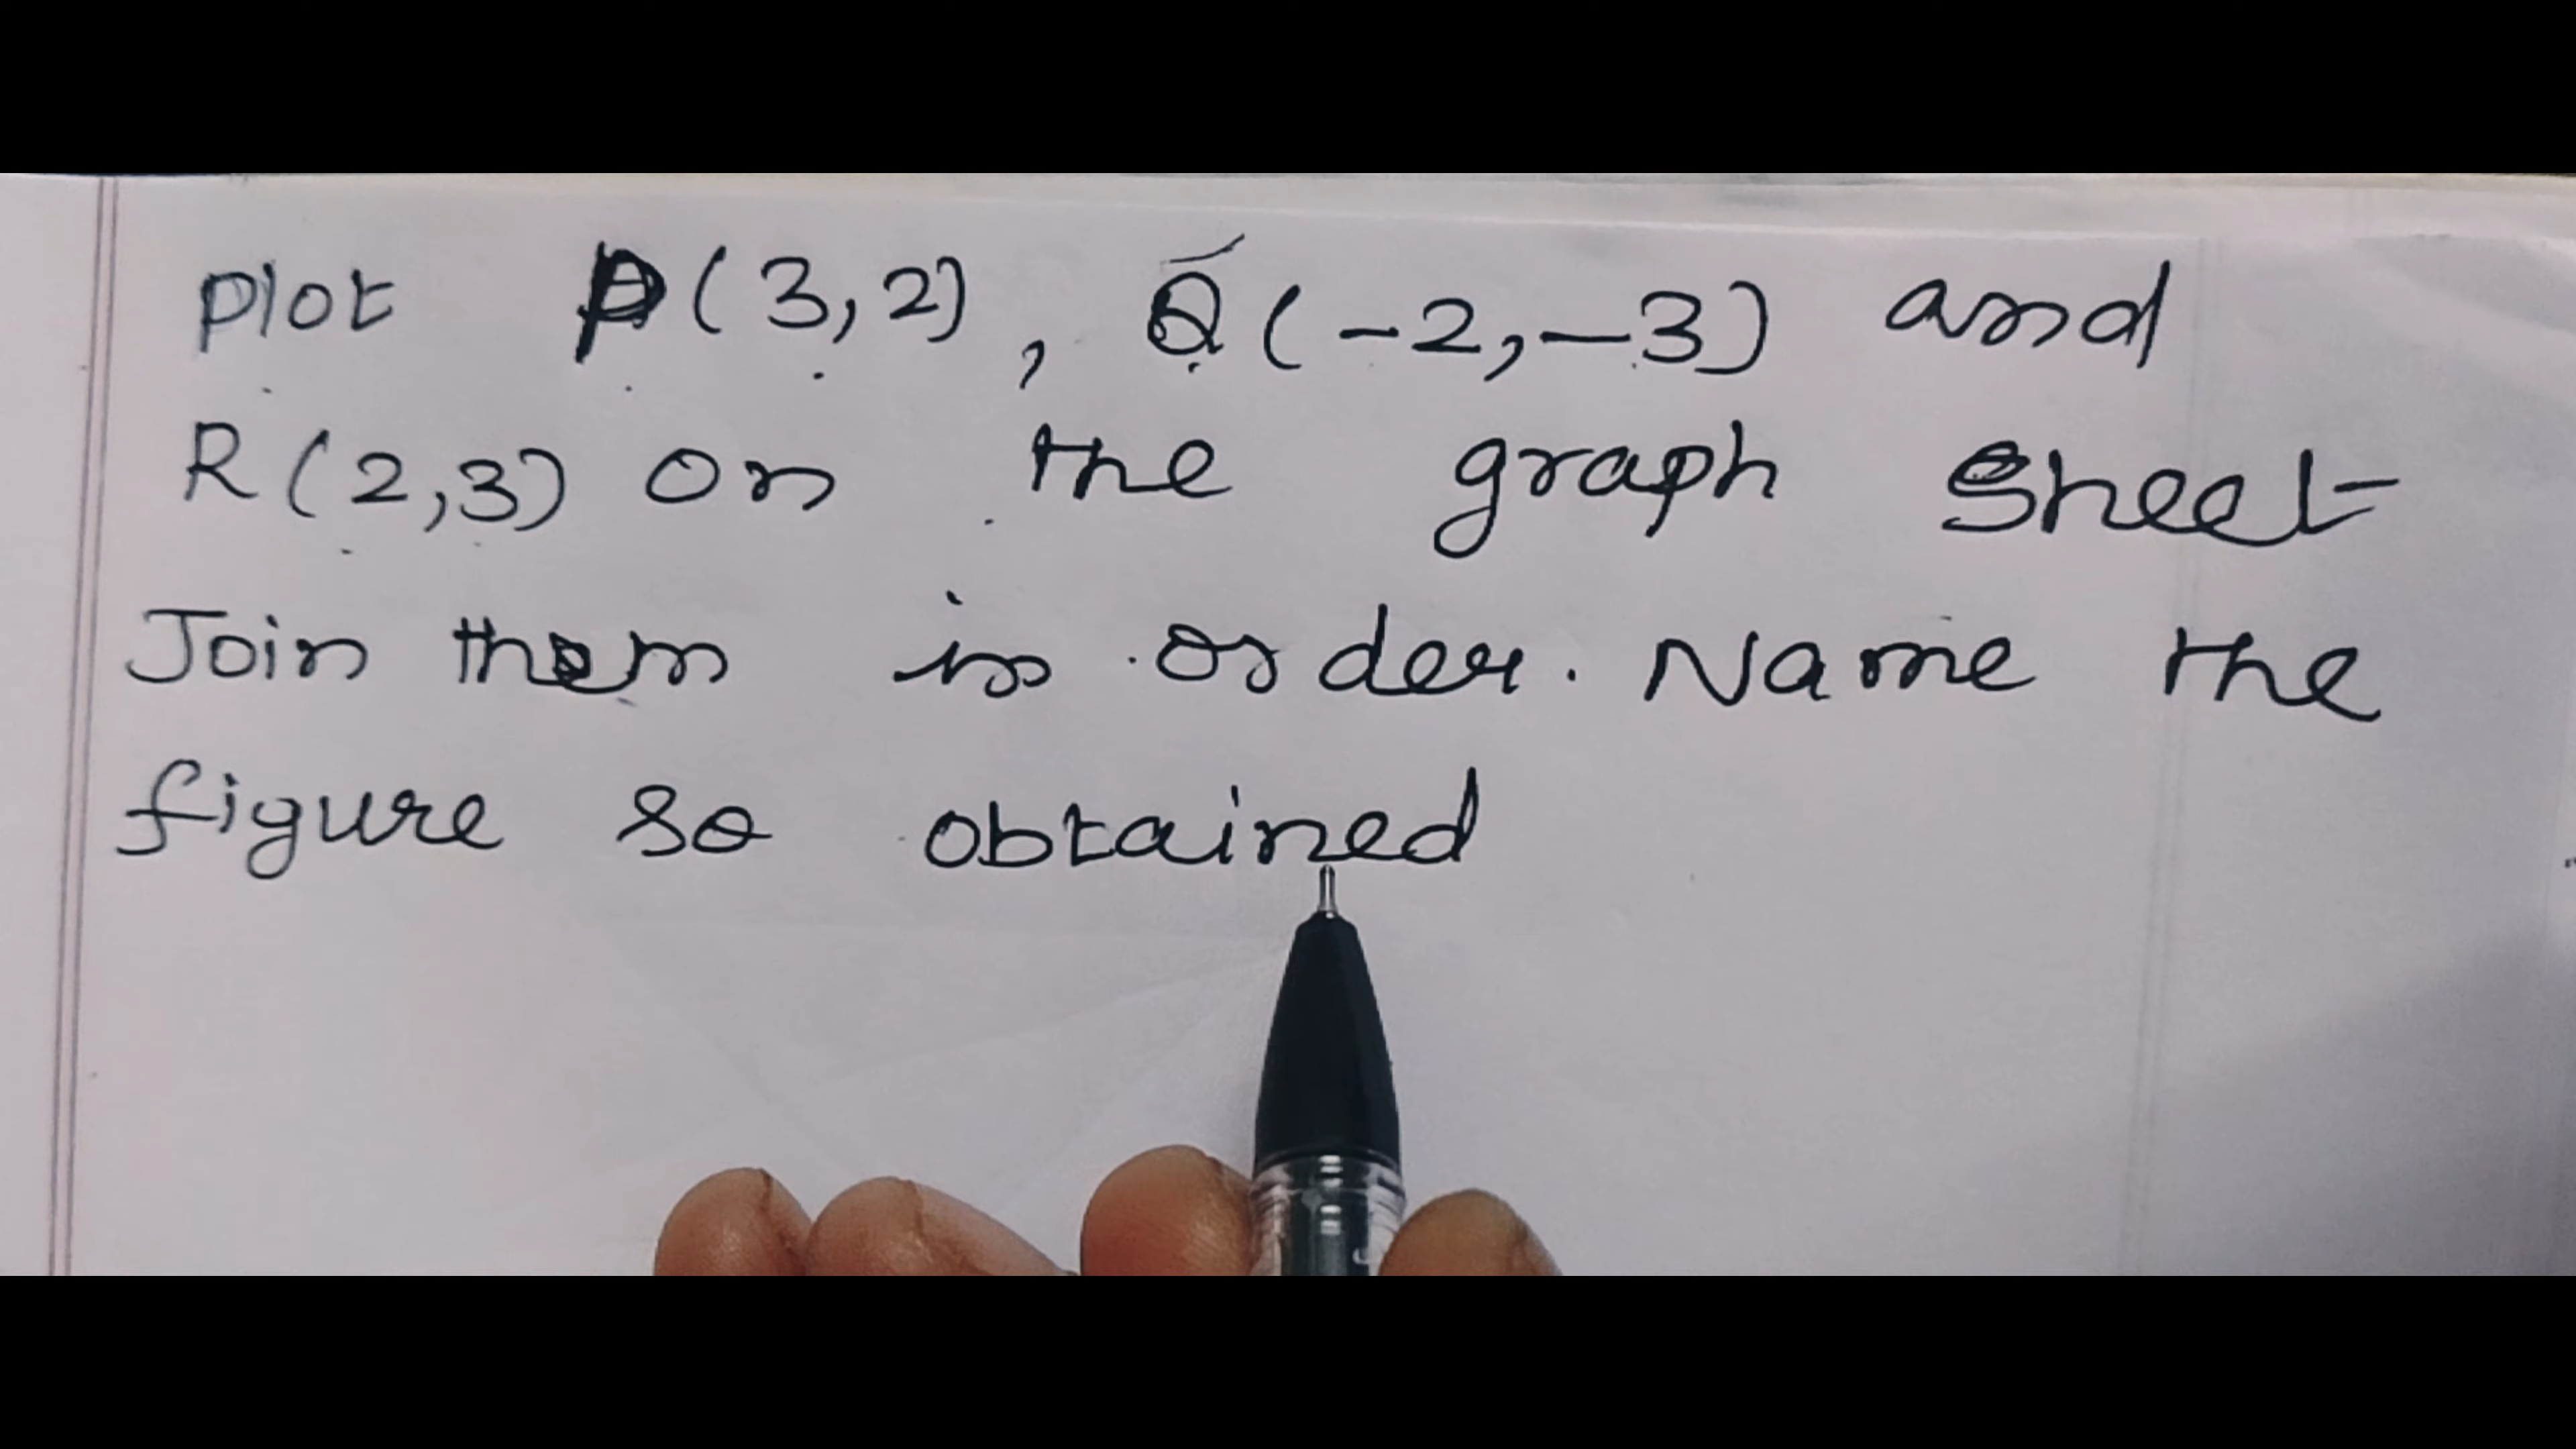 Plot P(3,2), Q(-2,-3) and
R(2,3) on the graph sheet
Join them in order. Name the
figure so obtained